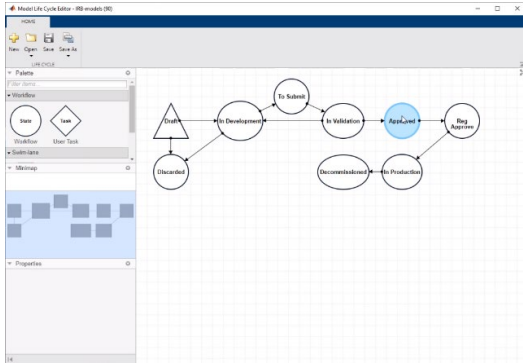 Model Life Cycle Editor - IRB-models (90)
HOME
New Open Save Save As
LIFE CYCLE
Palette
Filter items
Workflow
State
Task
Workflow User Task
Swim-lane
Minimap
Properties
To Submit
Draft In Development In Validation Approved Reg
Approve
Discarded Decommissioned In Production